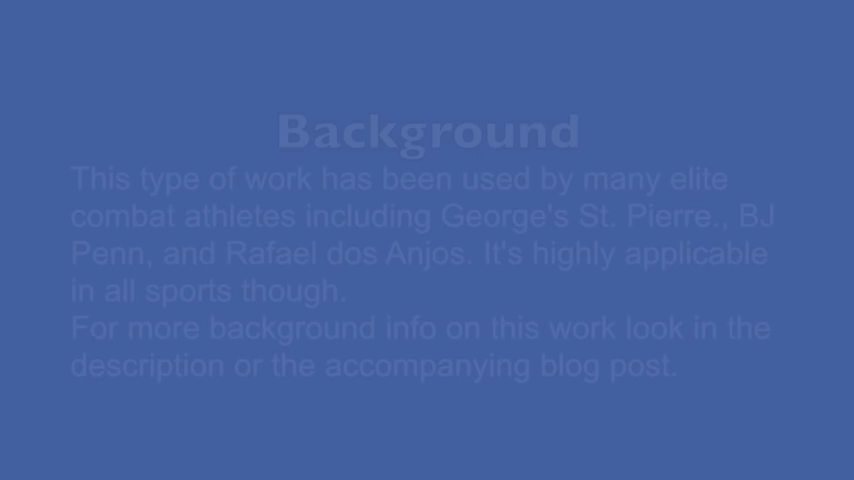 Background
This type of work has been used by many elite
combat athletes including George's St. Pierre., BJ
Penn, and Rafael dos Anjos. It's highly applicable
in all sports though.
For more background info on this work look in the
description or the accompanying blog post.